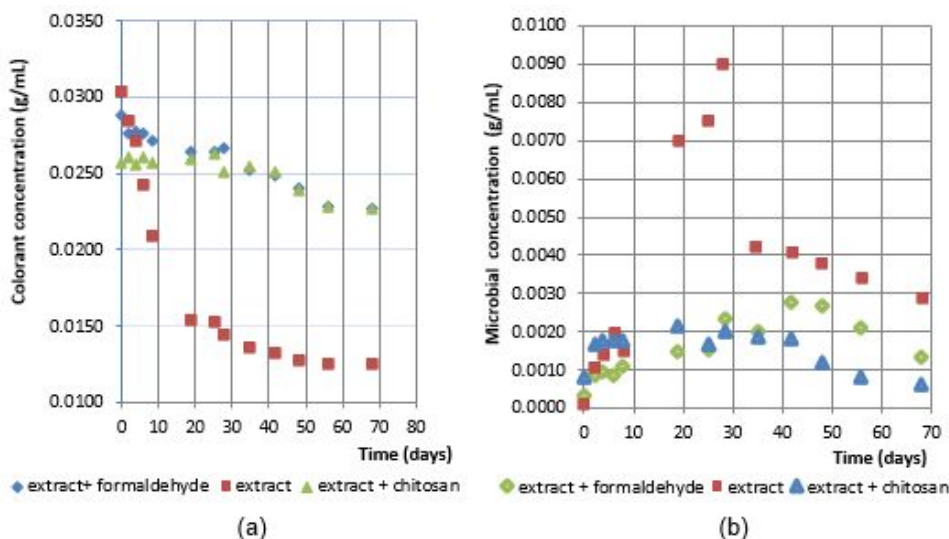 Colorant concentration (g/mL)
0.0350
0.0300
0.0250
0.0200
0.0150
0.0100
0 10 20 30 40 50 60 70 80
Time (days)
extract+ formaldehyde extract extract + chitosan
(a)
Microbial concentration (g/mL)
0.0100
0.0090
0.0080
0.0070
0.0060
0.0050
0.0040
0.0030
0.0020
0.0010
0.0000
0 10 20 30 40 50 60 70
Time (days)
extract + formaldehyde extract extract + chitosan
(b)